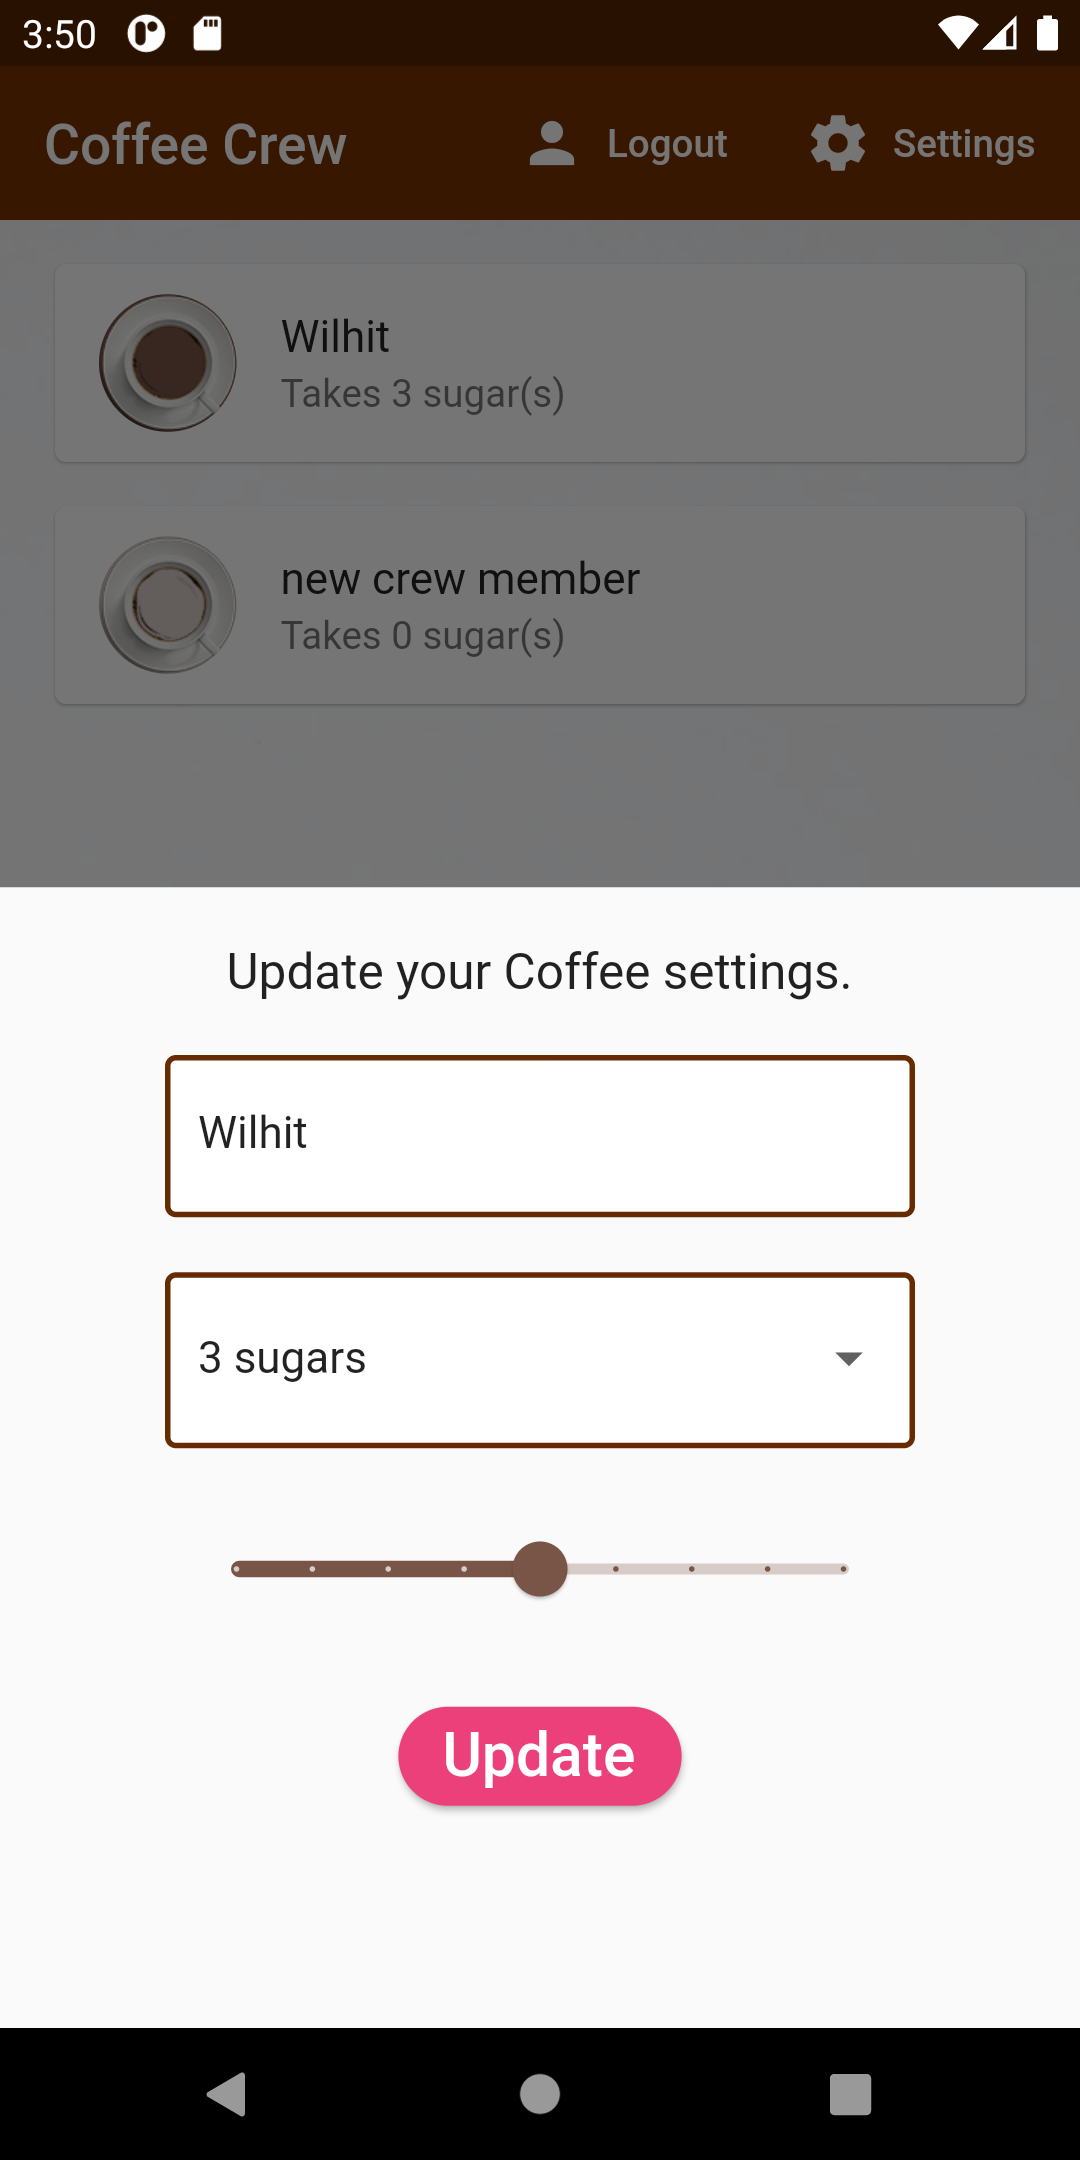 3:50
Coffee Crew Logout Settings
Wilhit
Takes 3 sugar(s)
new crew member
Takes 0 sugar(s)
Update your Coffee settings.
Wilhit
3 sugars
Update